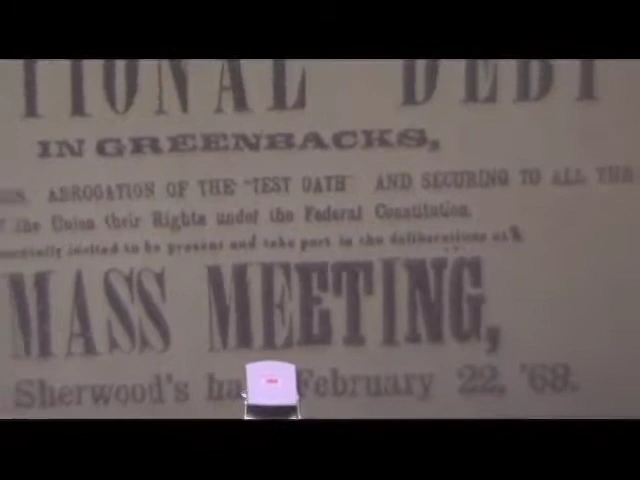 TIONAL DEBT
IN GREENBACKS,
ABROGATION OF THE "TEST OATH" AND SECURING TO ALL THE
the Union their Rights under the Federal Constitution.
invited to be present and take part in the deliberations at a
MASS MEETING,
Sherwood's ha February 22, '68.